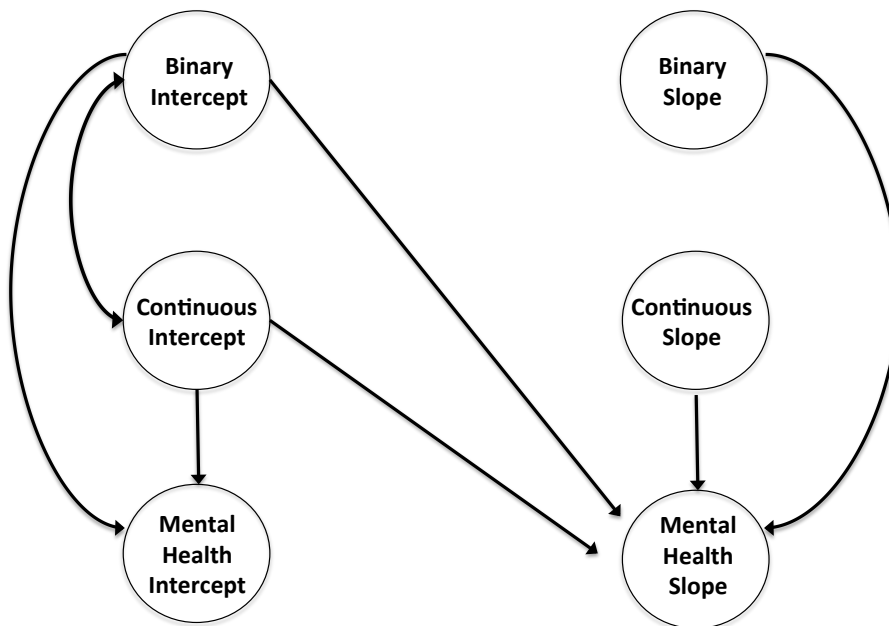 Binary
Intercept
Binary
Slope
Continuous
Intercept
Continuous
Slope
Mental
Health
Intercept
Mental
Health
Slope